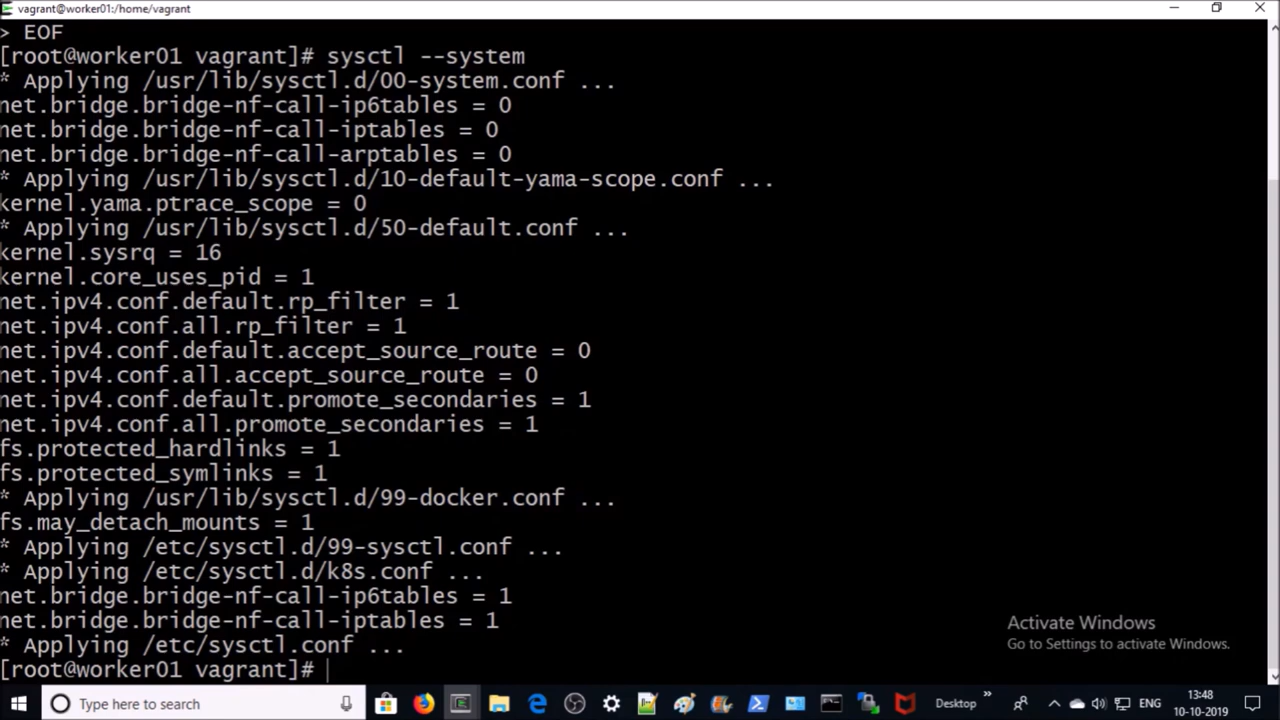 vagrant@worker01:/home/vagrant
> EOF
[root@worker01 vagrant]# sysctl --system
* Applying /usr/lib/sysctl.d/00-system.conf ...
net.bridge.bridge-nf-call-ip6tables = 0
net.bridge.bridge-nf-call-iptables = 0
net.bridge.bridge-nf-call-arptables = 0
* Applying /usr/lib/sysctl.d/10-default-yama-scope.conf ...
kernel.yama.ptrace_scope = 0
* Applying /usr/lib/sysctl.d/50-default.conf ...
kernel.sysrq = 16
kernel.core_uses_pid = 1
net.ipv4.conf.default.rp_filter = 1
net.ipv4.conf.all.rp_filter = 1
net.ipv4.conf.default.accept_source_route = 0
net.ipv4.conf.all.accept_source_route = 0
net.ipv4.conf.default.promote_secondaries = 1
net.ipv4.conf.all.promote_secondaries = 1
fs.protected_hardlinks = 1
fs.protected_symlinks = 1
* Applying /usr/lib/sysctl.d/99-docker.conf ...
fs.may_detach_mounts = 1
* Applying /etc/sysctl.d/99-sysctl.conf ...
* Applying /etc/sysctl.d/k8s.conf ...
net.bridge.bridge-nf-call-ip6tables = 1
net.bridge.bridge-nf-call-iptables = 1
* Applying /etc/sysctl.conf ...
[root@worker01 vagrant]#
Activate Windows
Go to Settings to activate Windows.
Type here to search
Desktop
ENG
13:48
10-10-2019